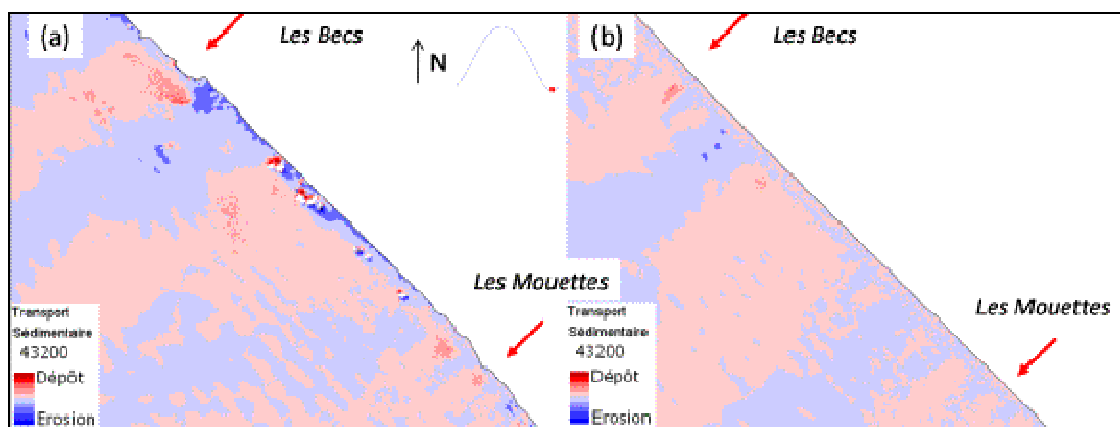 (a)
Les Becs
N
Les Mouettes
Transport
Sédimentaire
43200
Dépôt
Erosion
(b)
Les Becs
Les Mouettes
Transport
Sédimentaire
43200
Dépôt
Erosion